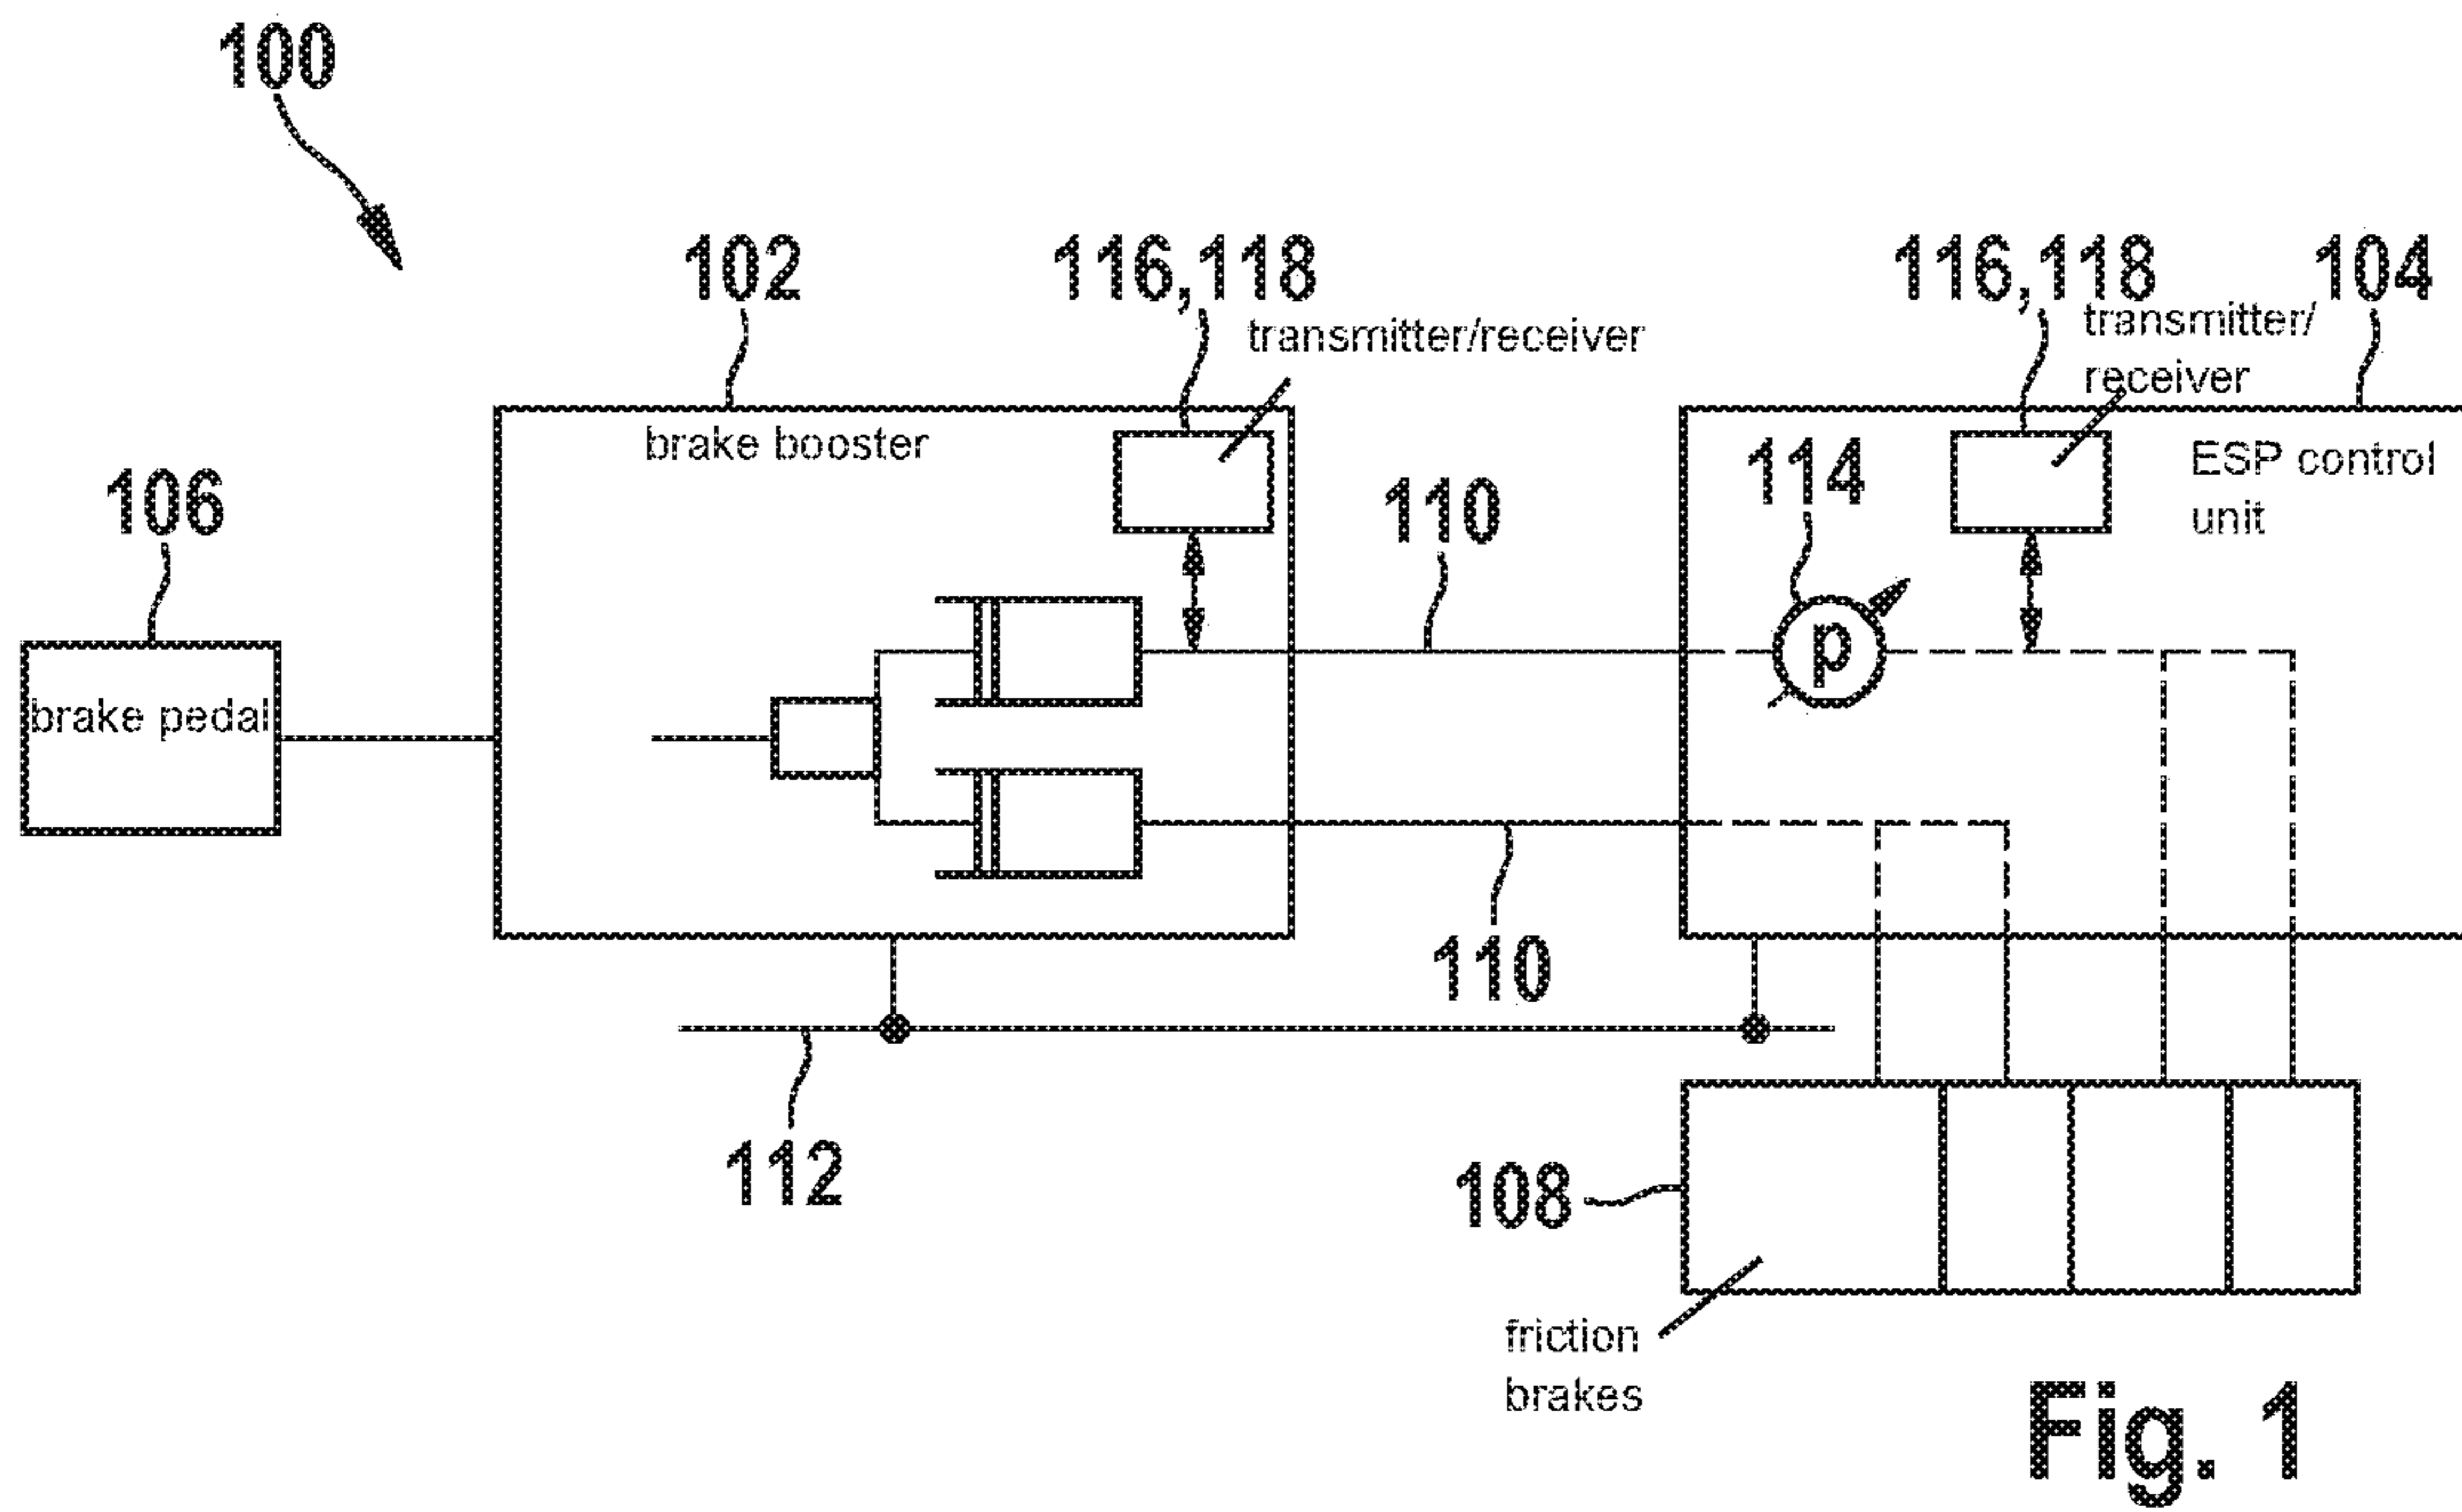 100
102
116,118
transmitter/receiver
116,118
transmitter/
receiver
104
brake booster
ESP control
unit
106
brake pedal
110
114
p
110
112
108
friction
brakes
Fig. 1